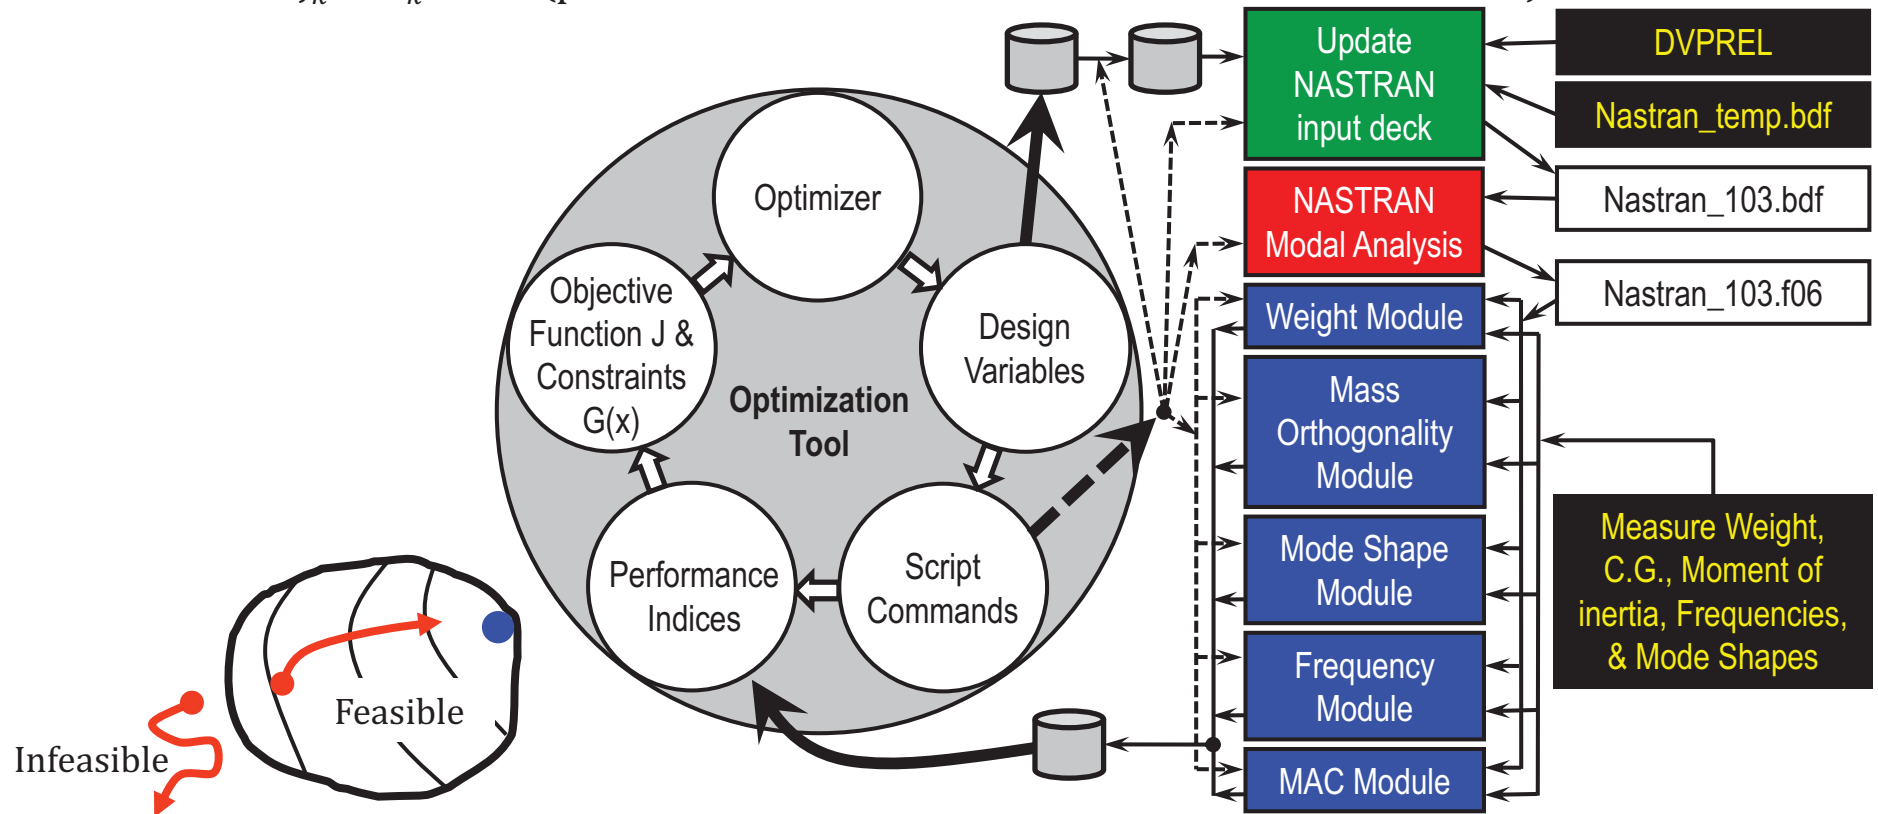 Update
NASTRAN
input deck
DVPREL
Nastran_temp.bdf
NASTRAN
Modal Analysis
Nastran_103.bdf
Nastran_103.f06
Weight Module
Mass
Orthogonality
Module
Mode Shape
Module
Frequency
Module
MAC Module
Measure Weight,
C.G., Moment of
inertia, Frequencies,
& Mode Shapes
Optimizer
Objective
Function J &
Constraints
G(x)
Design
Variables
Optimization
Tool
Performance
Indices
Script
Commands
Feasible
Infeasible